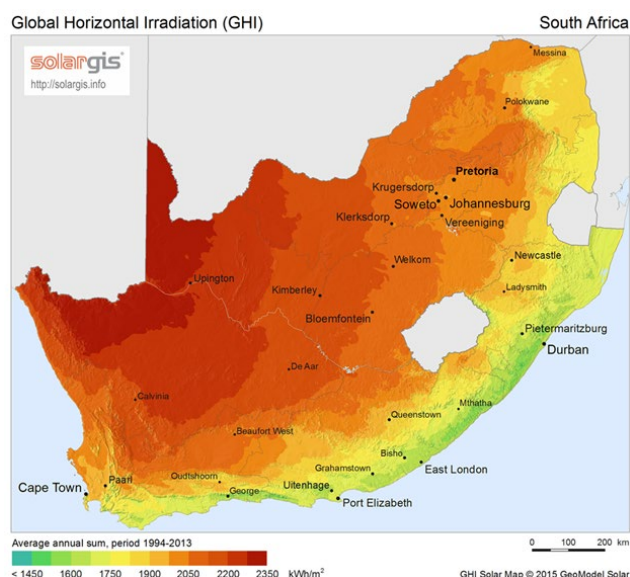 Global Horizontal Irradiation (GHI)
South Africa
solargis
http://solargis.info
Messina
Polokwane
Pretoria
Krugersdorp
Soweto
Johannesburg
Klerksdorp
Vereeniging
Welkom
Newcastle
Upington
Kimberley
Ladysmith
Bloemfontein
Pietermaritzburg
Durban
De Aar
Calvinia
Mthatha
Queenstown
Beaufort West
Bisho
Grahamstown
East London
Oudtshoorn
Paarl
Cape Town
George
Uitenhage
Port Elizabeth
Average annual sum, period 1994-2013
0 100 200 km
< 1450 1600 1750 1900 2050 2200 2350 kWh/m²
GHI Solar Map © 2015 GeoModel Solar